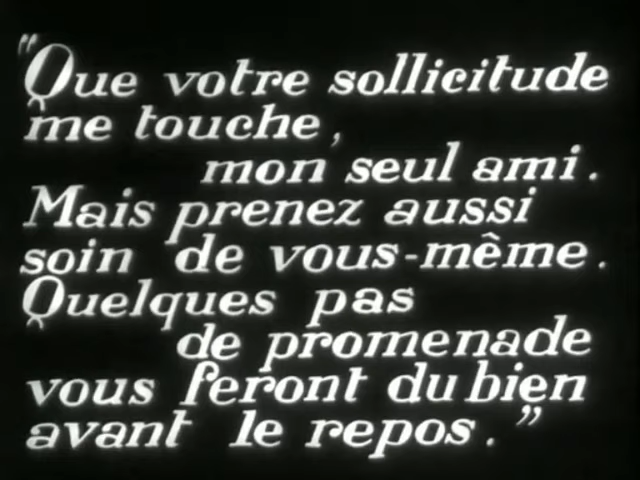 "Que votre sollicitude
me touche,
mon seul ami.
Mais prenez aussi
soin de vous-même.
Quelques pas
de promenade
vous feront du bien
avant le repos."